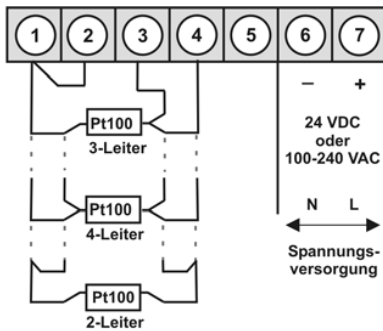 1 2 3 4 5 6 7
− +
Pt100
3-Leiter
24 VDC
oder
100-240 VAC
Pt100
4-Leiter
N L
Spannungs-
versorgung
Pt100
2-Leiter